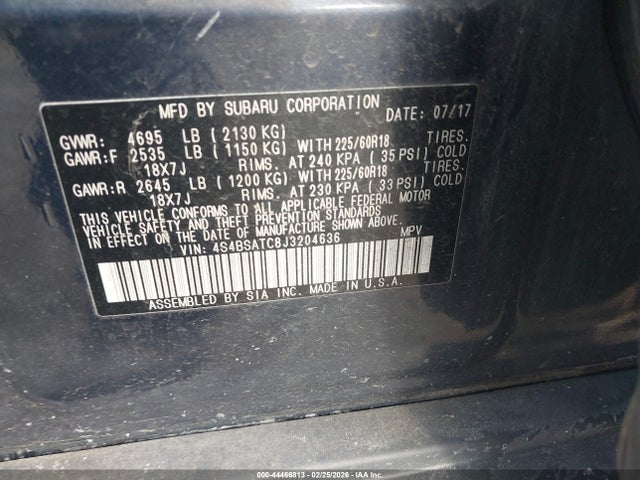 MFD BY SUBARU CORPORATION DATE: 07/17
GVWR: 4695 LB ( 2130 KG)
GAWR:F 2535 LB ( 1150 KG) WITH 225/60R18 TIRES.
18X7J RIMS. AT 240 KPA ( 35 PSI) COLD
GAWR:R 2645 LB ( 1200 KG) WITH 225/60R18 TIRES.
18X7J RIMS. AT 230 KPA ( 33 PSI) COLD
THIS VEHICLE CONFORMS TO ALL APPLICABLE FEDERAL MOTOR
VEHICLE SAFETY AND THEFT PREVENTION STANDARDS
IN EFFECT ON THE DATE OF MANUFACTURE SHOWN ABOVE.
VIN: 4S4BSATC8J3204636 MPV
ASSEMBLED BY SIA INC. MADE IN U.S.A.
000-44466813 - 02/25/2026 - IAAI.COM